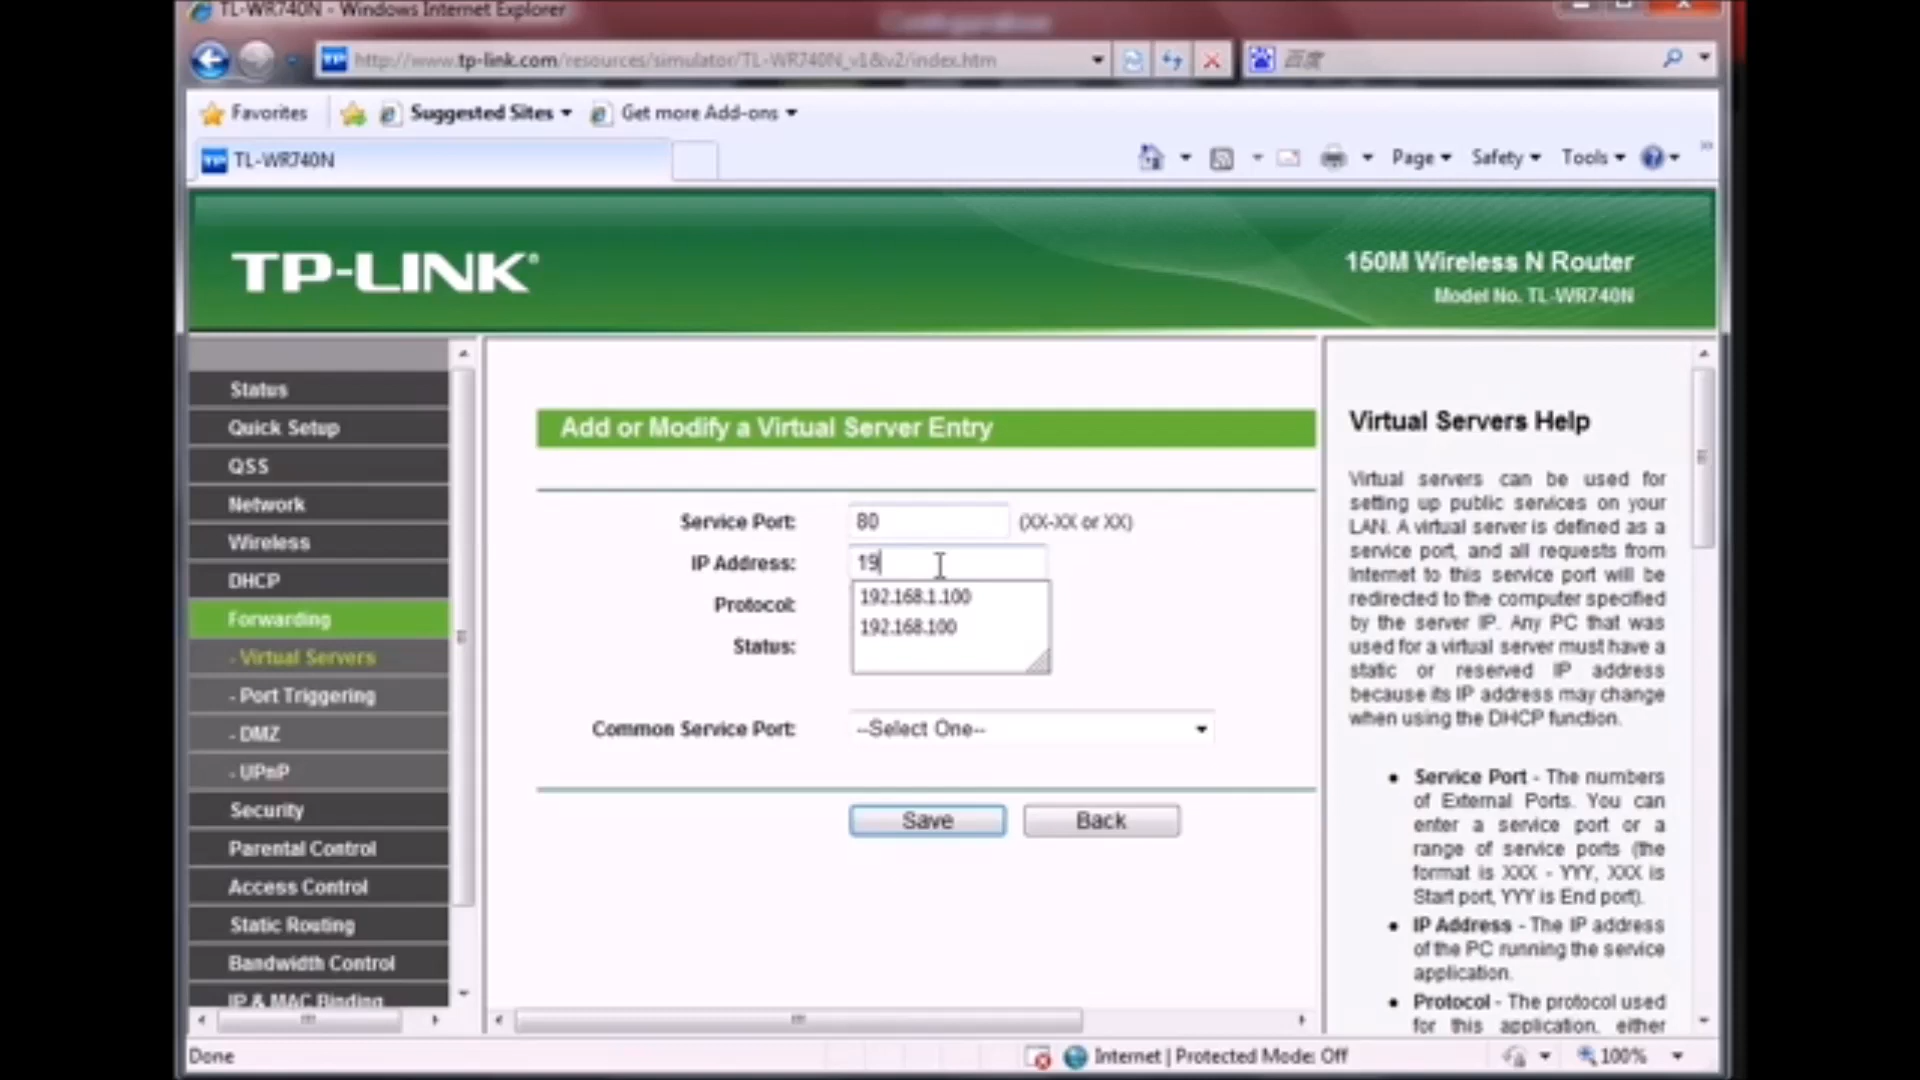 TL-WR740N - Windows Internet Explorer
Configuration
http://www.tp-link.com/resources/simulator/TL-WR740N_v1&v2/index.htm
百度
Favorites
Suggested Sites
Get more Add-ons
TL-WR740N
Page
Safety
Tools
TP-LINK®
150M Wireless N Router
Model No. TL-WR740N
Status
Quick Setup
QSS
Network
Wireless
DHCP
Forwarding
- Virtual Servers
- Port Triggering
- DMZ
- UPnP
Security
Parental Control
Access Control
Static Routing
Bandwidth Control
IP & MAC Binding
Add or Modify a Virtual Server Entry
Service Port: 80 (XX-XX or XX)
IP Address: 19
192.168.1.100
192.168.100
Protocol:
Status:
Common Service Port: --Select One--
Save
Back
Virtual Servers Help
Virtual servers can be used for
setting up public services on your
LAN. A virtual server is defined as a
service port, and all requests from
Internet to this service port will be
redirected to the computer specified
by the server IP. Any PC that was
used for a virtual server must have a
static or reserved IP address
because its IP address may change
when using the DHCP function.
• Service Port - The numbers
of External Ports. You can
enter a service port or a
range of service ports (the
format is XXX - YYY, XXX is
Start port, YYY is End port).
• IP Address - The IP address
of the PC running the service
application.
• Protocol - The protocol used
for this application, either
Done
Internet | Protected Mode: Off
100%